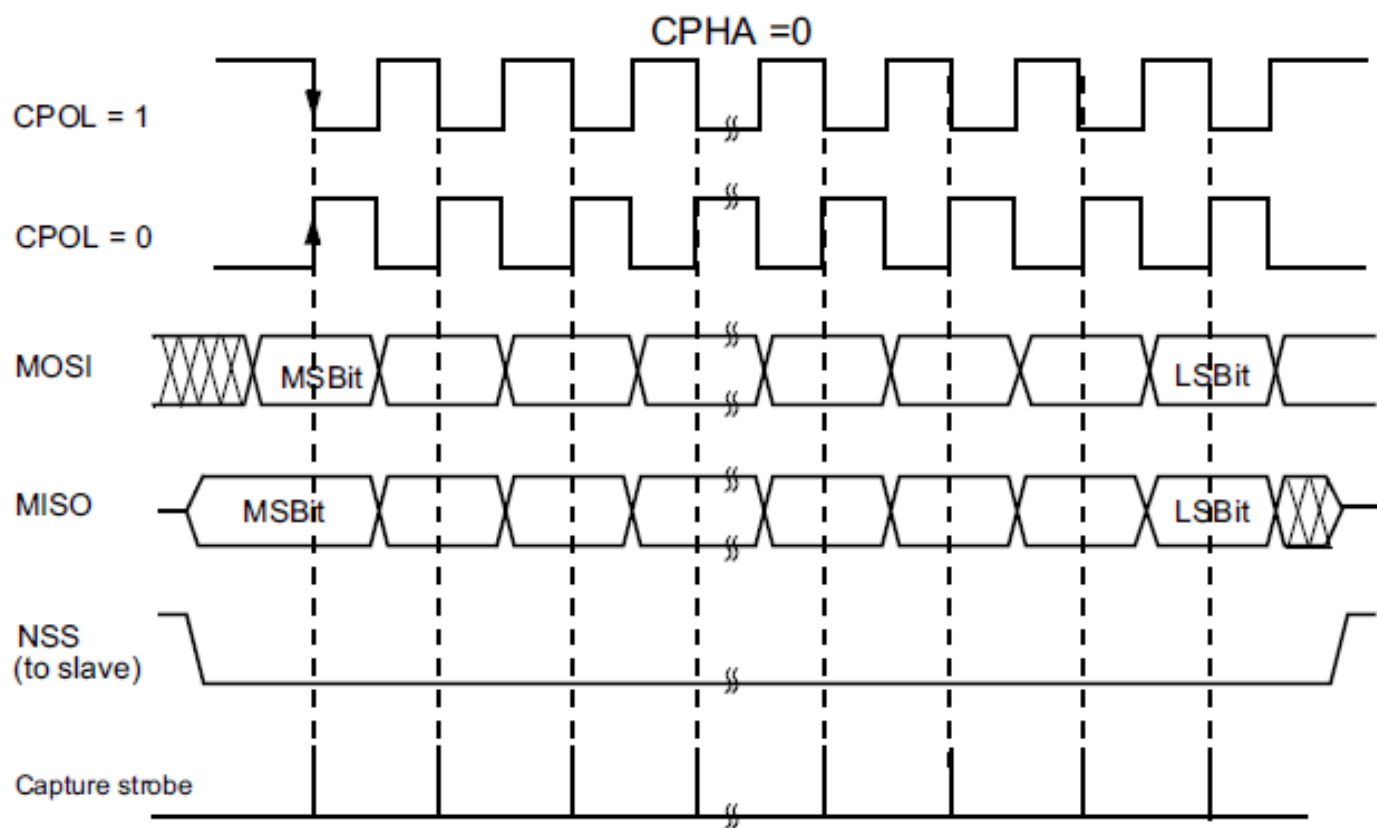 CPHA =0
CPOL = 1
CPOL = 0
MOSI
MSBit
LSBit
MISO
MSBit
LSBit
NSS
(to slave)
Capture strobe